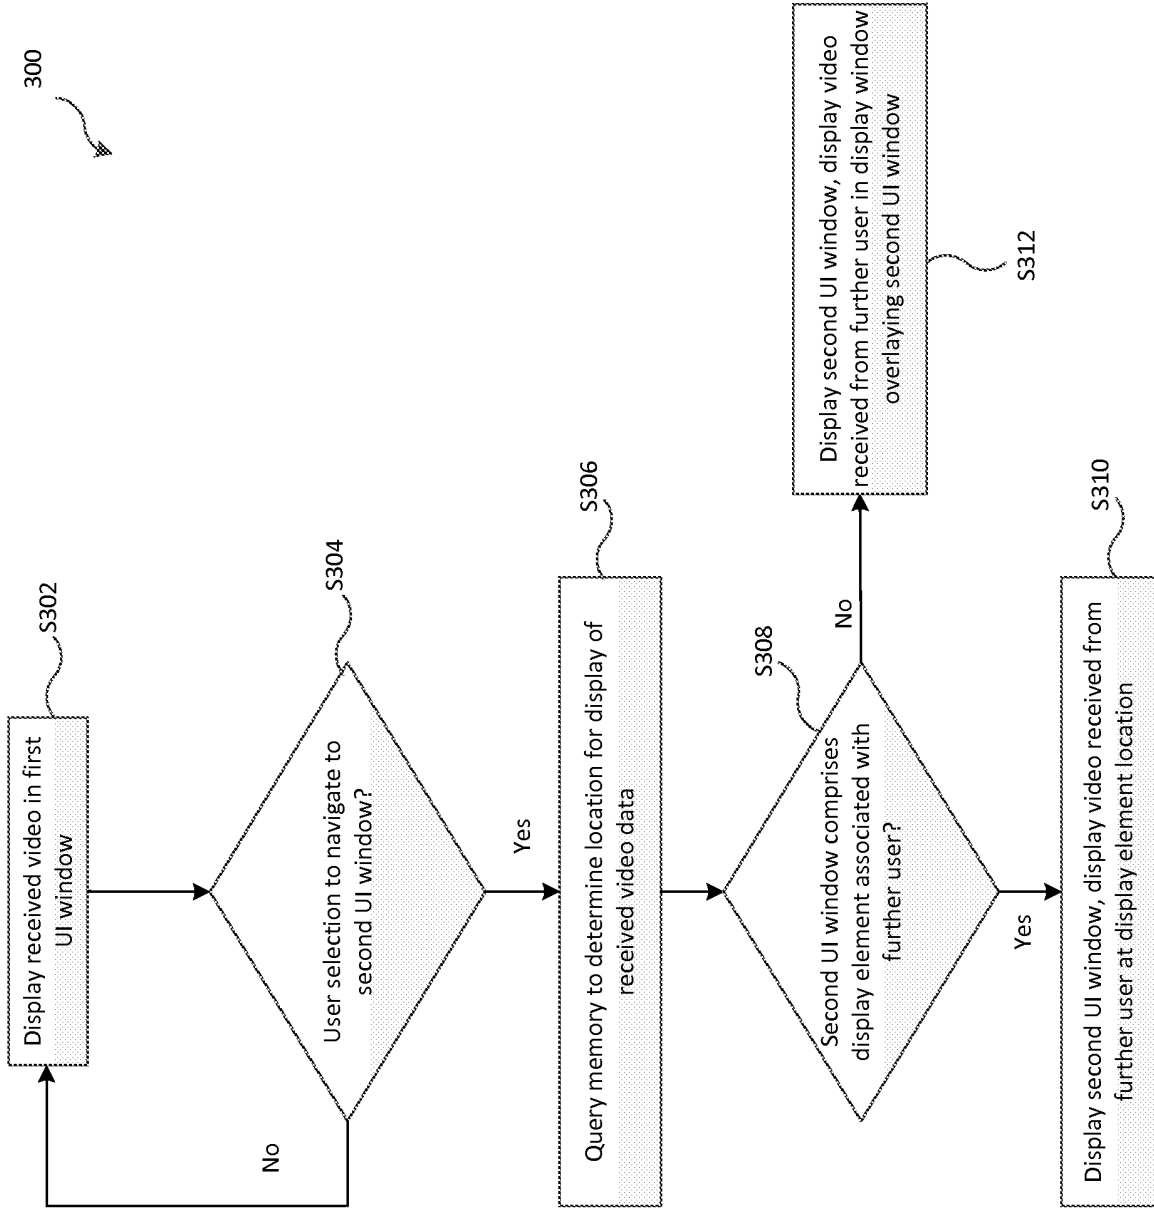 300
Display received video in first
UI window
S302
User selection to navigate to
second UI window?
S304
No
Yes
Query memory to determine location for display of
received video data
S306
Second UI window comprises
display element associated with
further user?
S308
No
Display second UI window, display video
received from further user in display window
overlaying second UI window
S312
Yes
Display second UI window, display video received from
further user at display element location
S310